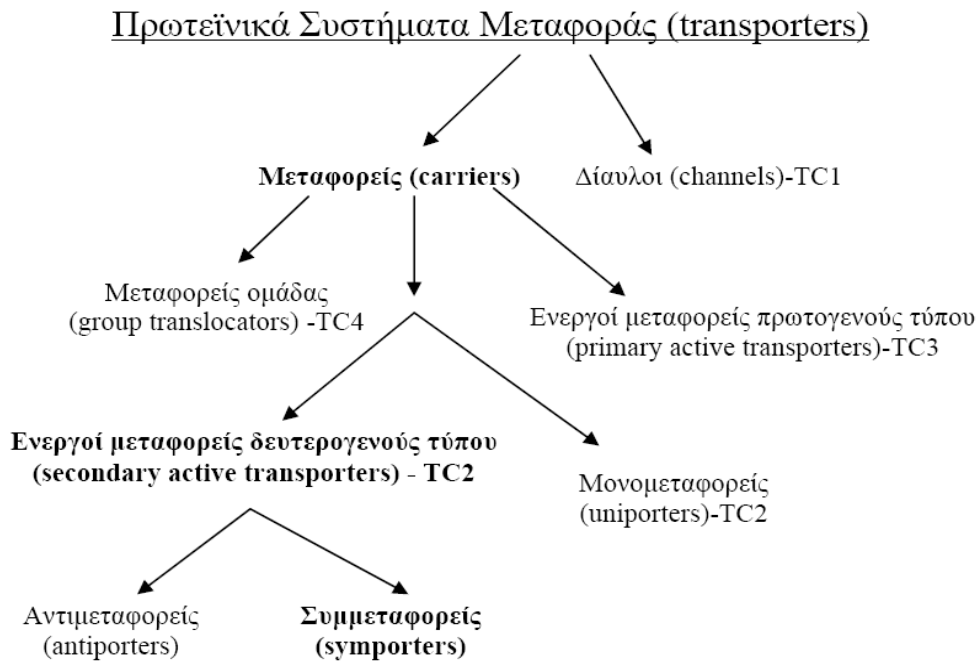 Πρωτεϊνικά Συστήματα Μεταφοράς (transporters)
Μεταφορείς (carriers)
Δίαυλοι (channels)-TC1
Μεταφορείς ομάδας
(group translocators) -TC4
Ενεργοί μεταφορείς πρωτογενούς τύπου
(primary active transporters)-TC3
Ενεργοί μεταφορείς δευτερογενούς τύπου
(secondary active transporters) - TC2
Μονομεταφορείς
(uniporters)-TC2
Αντιμεταφορείς
(antiporters)
Συμμεταφορείς
(symporters)